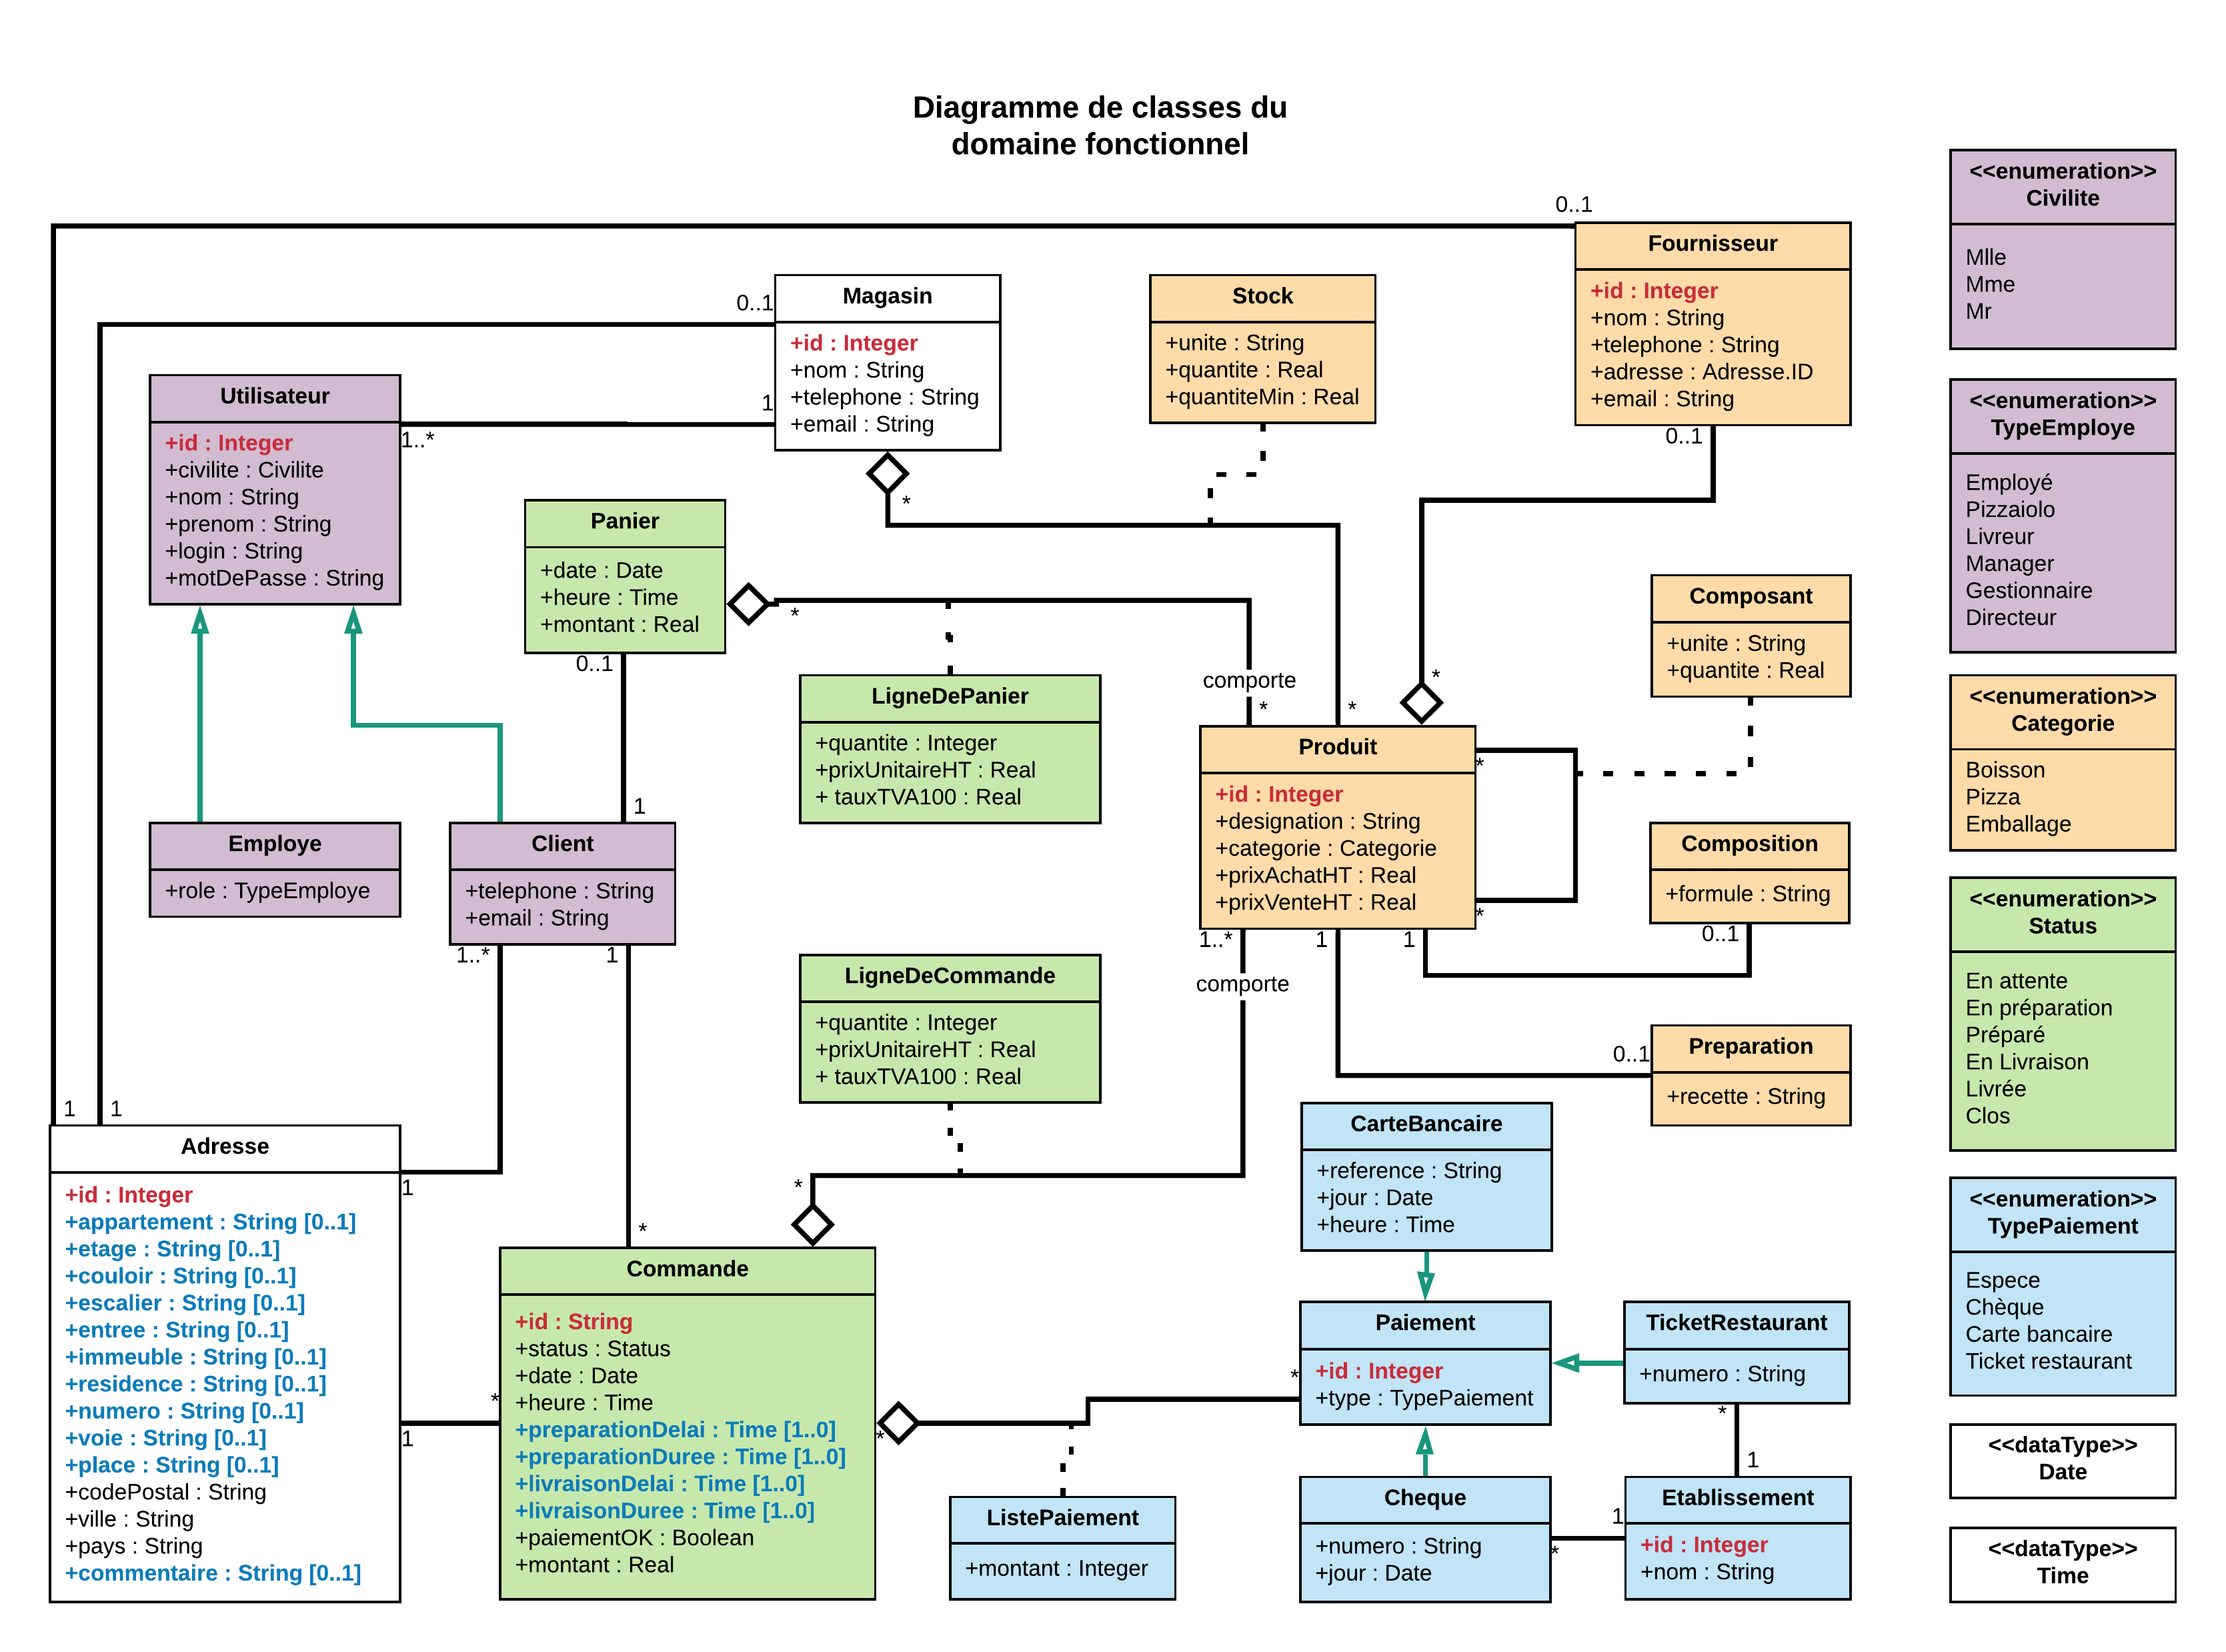 Diagramme de classes du
domaine fonctionnel
<<enumeration>>
Civilite
Mlle
Mme
Mr
0..1
Fournisseur
+id : Integer
+nom : String
+telephone : String
+adresse : Adresse.ID
+email : String
0..1
0..1
Magasin
+id : Integer
+nom : String
+telephone : String
+email : String
1
*
Stock
+unite : String
+quantite : Real
+quantiteMin : Real
Utilisateur
+id : Integer
+civilite : Civilite
+nom : String
+prenom : String
+login : String
+motDePasse : String
1..*
<<enumeration>>
TypeEmploye
Employé
Pizzaiolo
Livreur
Manager
Gestionnaire
Directeur
Panier
+date : Date
+heure : Time
+montant : Real
0..1
*
Composant
+unite : String
+quantite : Real
LigneDePanier
+quantite : Integer
+prixUnitaireHT : Real
+ tauxTVA100 : Real
comporte
*
*
*
<<enumeration>>
Categorie
Boisson
Pizza
Emballage
Produit
+id : Integer
+designation : String
+categorie : Categorie
+prixAchatHT : Real
+prixVenteHT : Real
*
*
1..*
1
1
comporte
Composition
+formule : String
0..1
Employe
+role : TypeEmploye
1
Client
+telephone : String
+email : String
1..*
1
<<enumeration>>
Status
En attente
En préparation
Préparé
En Livraison
Livrée
Clos
LigneDeCommande
+quantite : Integer
+prixUnitaireHT : Real
+ tauxTVA100 : Real
0..1
Preparation
+recette : String
1
1
Adresse
+id : Integer
+appartement : String [0..1]
+etage : String [0..1]
+couloir : String [0..1]
+escalier : String [0..1]
+entree : String [0..1]
+immeuble : String [0..1]
+residence : String [0..1]
+numero : String [0..1]
+voie : String [0..1]
+place : String [0..1]
+codePostal : String
+ville : String
+pays : String
+commentaire : String [0..1]
1
1
*
*
*
Commande
+id : String
+status : Status
+date : Date
+heure : Time
+preparationDelai : Time [1..0]
+preparationDuree : Time [1..0]
+livraisonDelai : Time [1..0]
+livraisonDuree : Time [1..0]
+paiementOK : Boolean
+montant : Real
*
CarteBancaire
+reference : String
+jour : Date
+heure : Time
*
Paiement
+id : Integer
+type : TypePaiement
TicketRestaurant
+numero : String
*
1
<<enumeration>>
TypePaiement
Espece
Chèque
Carte bancaire
Ticket restaurant
ListePaiement
+montant : Integer
Cheque
+numero : String
+jour : Date
*
1
Etablissement
+id : Integer
+nom : String
<<dataType>>
Date
<<dataType>>
Time